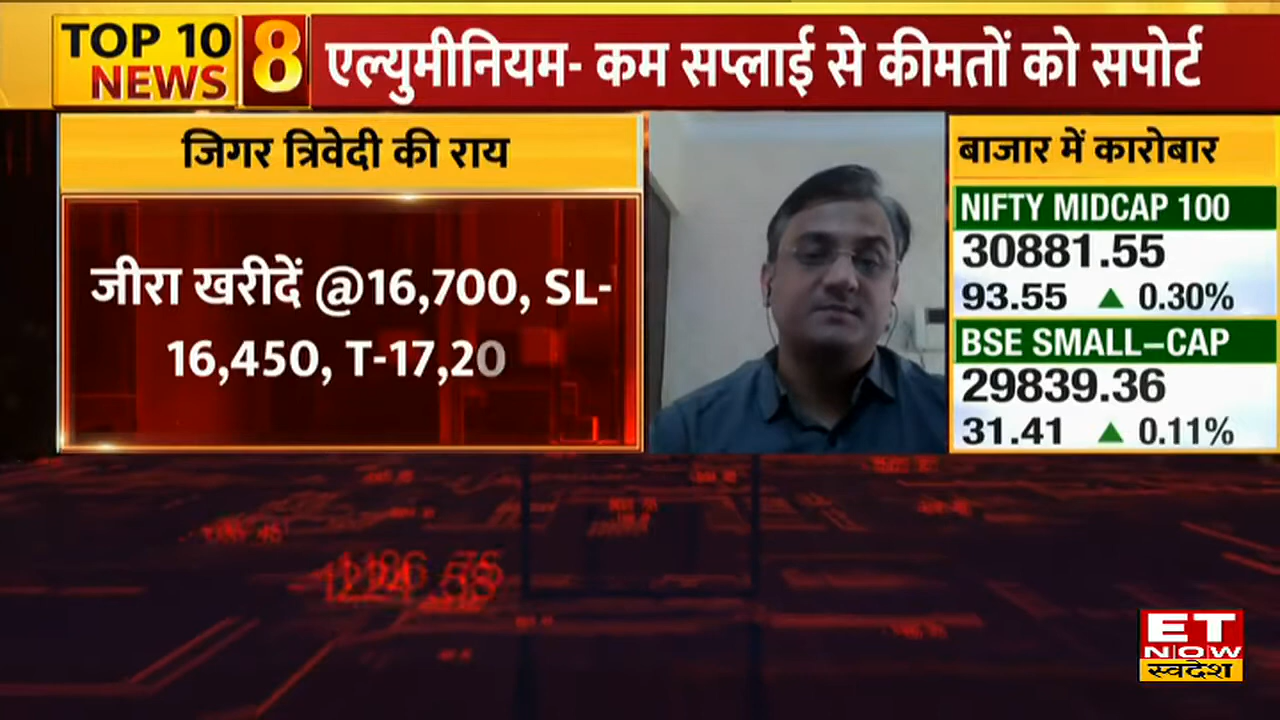 TOP 10
NEWS
8
एल्युमीनियम- कम सप्लाई से कीमतों को सपोर्ट
जिगर त्रिवेदी की राय
जीरा खरीदें @16,700, SL-
16,450, T-17,20
बाजार में कारोबार
NIFTY MIDCAP 100
30881.55
93.55 ▲ 0.30%
BSE SMALL-CAP
29839.36
31.41 ▲ 0.11%
ET
NOW
स्वदेश